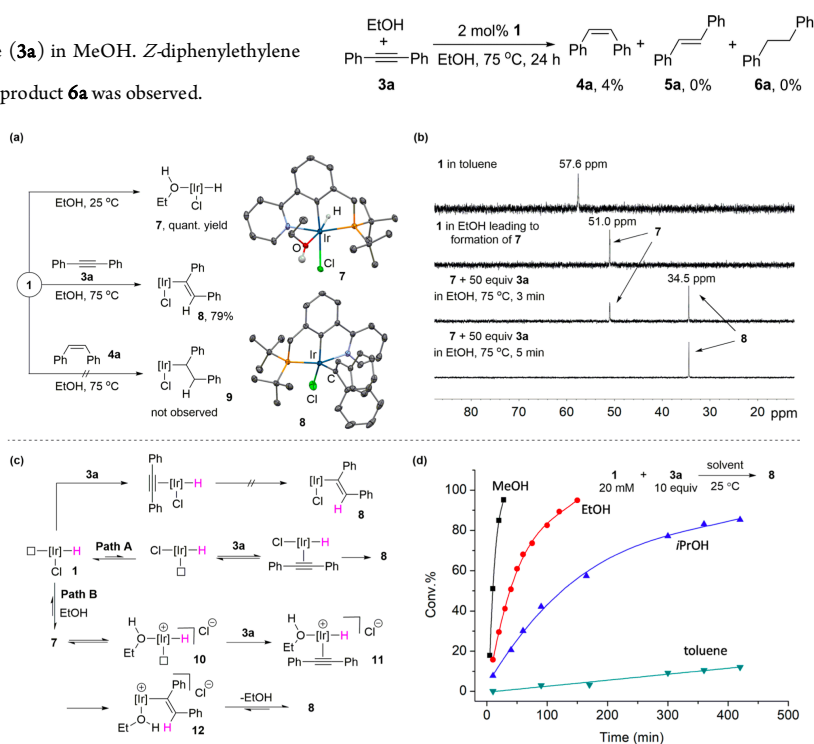 e (3a) in MeOH. Z-diphenylethylene
product 6a was observed.
EtOH
+
Ph Ph
3a
2 mol% 1
EtOH, 75 °C, 24 h
Ph Ph
4a, 4%
+
Ph
Ph
5a, 0%
+
Ph
Ph
6a, 0%
(a)
1
EtOH, 25 °C
H
O [Ir] H
Et Cl
7, quant. yield
Ph Ph
3a
EtOH, 75 °C
[Ir] Ph
Cl Ph
H 8, 79%
Ph Ph 4a
EtOH, 75 °C
[Ir] Ph
Cl Ph
H 9
not observed
H
Ir
O
Cl
7
Ir
Cl
C
8
(b)
1 in toluene
57.6 ppm
1 in EtOH leading to
formation of 7
51.0 ppm
7
7 + 50 equiv 3a
in EtOH, 75 °C, 3 min
34.5 ppm
7 + 50 equiv 3a
in EtOH, 75 °C, 5 min
8
80 70 60 50 40 30 20 ppm
(c)
3a
Ph
[Ir] H
Cl
Ph
[Ir] Ph
Cl Ph
H 8
[Ir] H
Cl 1
Path A
Cl [Ir] H
3a
Cl [Ir] H
Ph Ph
8
Path B
EtOH
7
H
O [Ir] H
Et
⊕
Cl⊖
10
3a
H
O [Ir] H
Et
⊕
Cl⊖
Ph Ph
11
⊕
[Ir] Ph
Cl⊖
Ph
Et O H H
12
-EtOH
8
(d)
1 + 3a
20 mM 10 equiv
solvent
25 °C
8
MeOH
EtOH
iPrOH
toluene
Conv.%
100
80
60
40
20
0
0 100 200 300 400 500
Time (min)